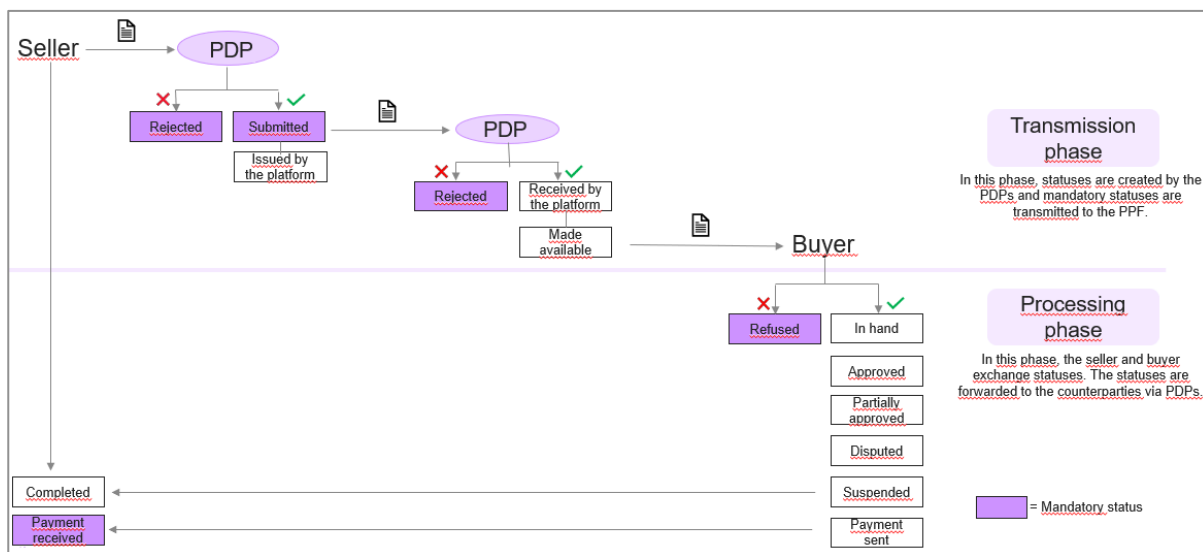 Seller
PDP
Rejected
Submitted
Issued by
the platform
PDP
Rejected
Received by
the platform
Made
available
Buyer
Transmission
phase
In this phase, statuses are created by the
PDPs and mandatory statuses are
transmitted to the PPF.
Refused
In hand
Approved
Partially
approved
Disputed
Suspended
Payment
sent
Completed
Payment
received
Processing
phase
In this phase, the seller and buyer
exchange statuses. The statuses are
forwarded to the counterparties via PDPs.
= Mandatory status